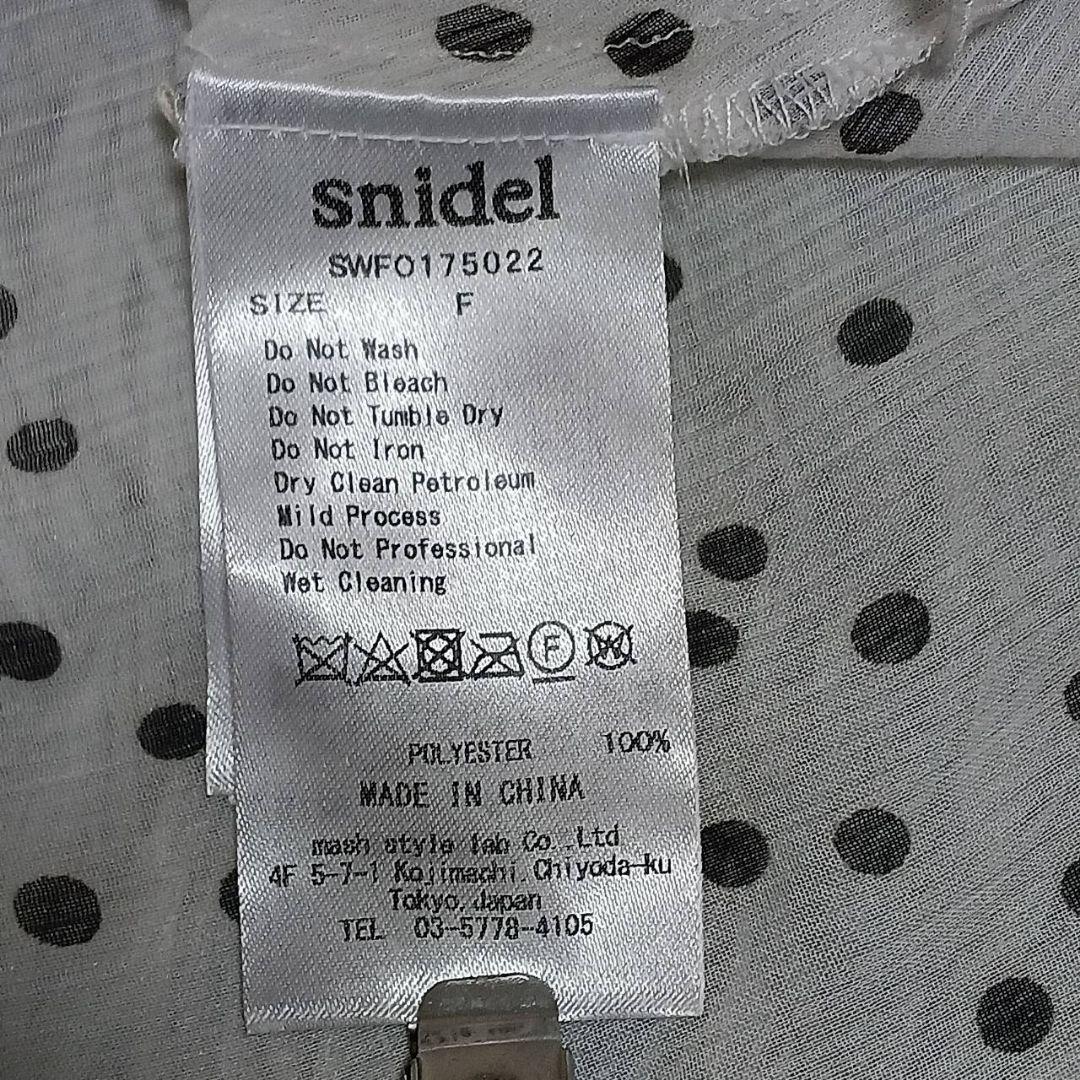 snidel
SWFO175022
SIZE F
Do Not Wash
Do Not Bleach
Do Not Tumble Dry
Do Not Iron
Dry Clean Petroleum
Mild Process
Do Not Professional
Wet Cleaning
F W
POLYESTER 100%
MADE IN CHINA
mash style lab Co.,Ltd
4F 5-7-1 Kojimachi, Chiyoda-ku
Tokyo, Japan
TEL 03-5778-4105